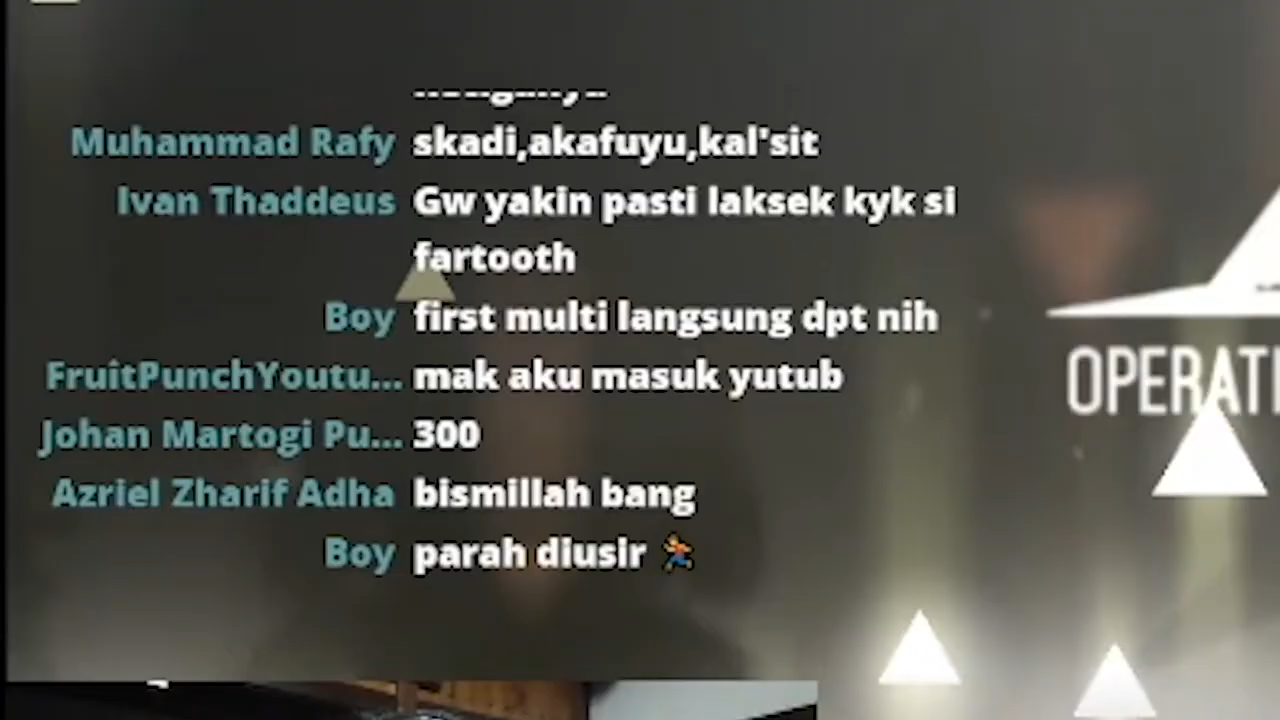 Muhammad Rafy skadi,akafuyu,kal'sit
Ivan Thaddeus Gw yakin pasti laksek kyk si
fartooth
Boy first multi langsung dpt nih
FruitPunchYoutu... mak aku masuk yutub
Johan Martogi Pu... 300
Azriel Zharif Adha bismillah bang
Boy parah diusir 🏃
OPERAT